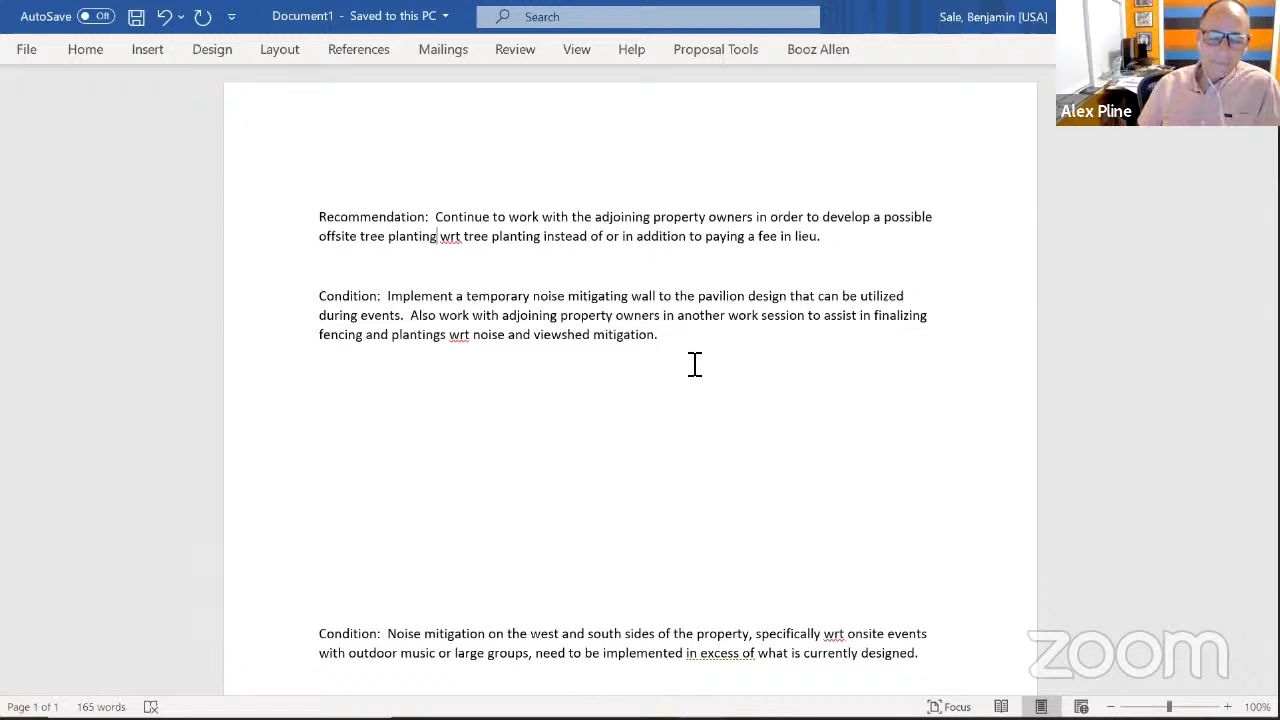 AutoSave Off Document1 - Saved to this PC Search Sale, Benjamin [USA]
File Home Insert Design Layout References Mailings Review View Help Proposal Tools Booz Allen
Alex Pline
Recommendation: Continue to work with the adjoining property owners in order to develop a possible
offsite tree planting wrt tree planting instead of or in addition to paying a fee in lieu.
Condition: Implement a temporary noise mitigating wall to the pavilion design that can be utilized
during events. Also work with adjoining property owners in another work session to assist in finalizing
fencing and plantings wrt noise and viewshed mitigation.
Condition: Noise mitigation on the west and south sides of the property, specifically wrt onsite events
with outdoor music or large groups, need to be implemented in excess of what is currently designed.
zoom
Page 1 of 1 165 words Focus 100%